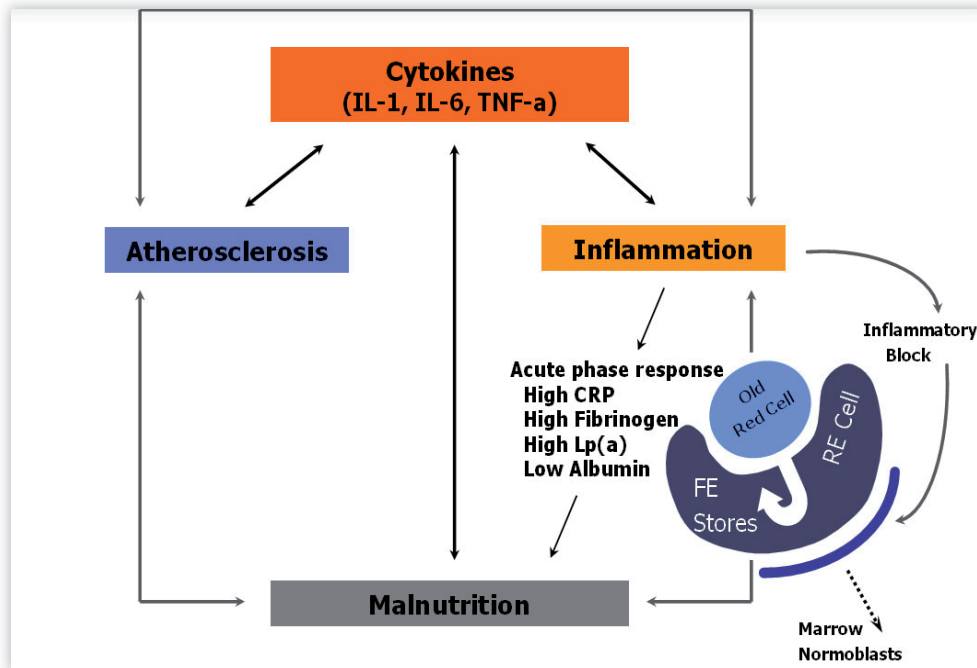 Cytokines
(IL-1, IL-6, TNF-a)
Atherosclerosis
Inflammation
Inflammatory
Block
Acute phase response
High CRP
High Fibrinogen
High Lp(a)
Low Albumin
Old
Red Cell
RE Cell
FE
Stores
Malnutrition
Marrow
Normoblasts